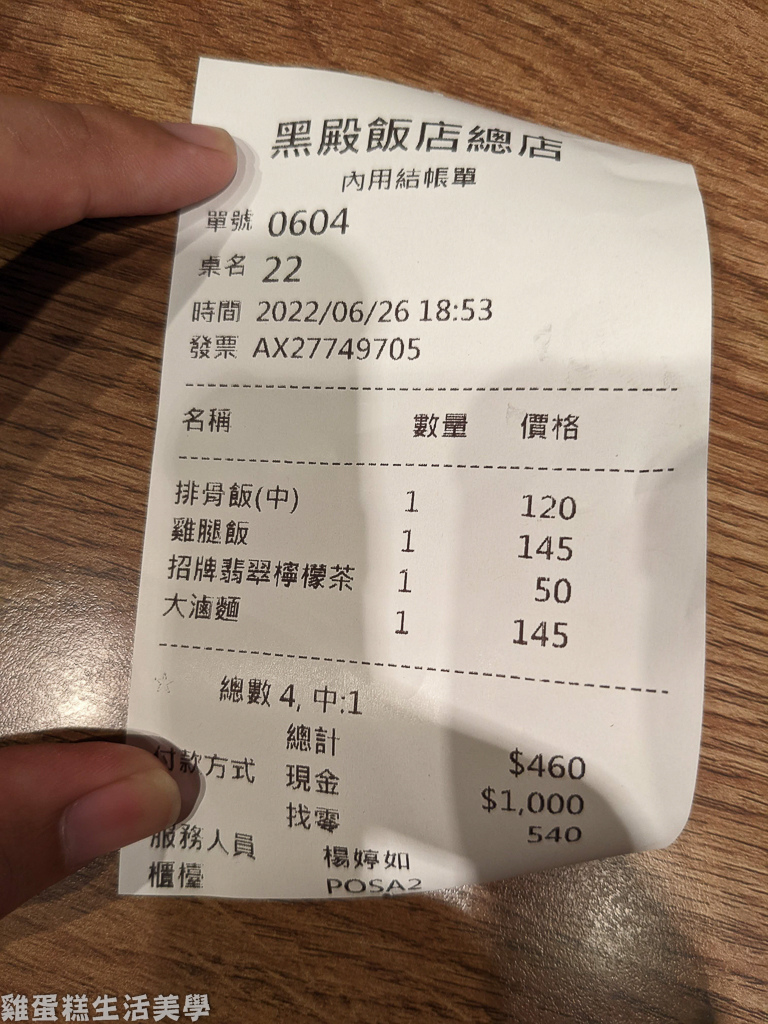 黑殿飯店總店
內用結帳單
單號 0604
桌名 22
時間 2022/06/26 18:53
發票 AX27749705
名稱 數量 價格
排骨飯(中) 1 120
雞腿飯 1 145
招牌翡翠檸檬茶 1 50
大滷麵 1 145
☆ 總數 4, 中:1
總計 $460
付款方式 現金 $1,000
找零 540
服務人員 楊婷如
櫃檯 POSA2
雞蛋糕生活美學